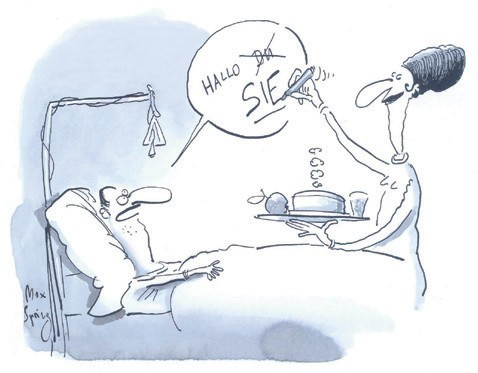 HALLO DU
SIE
Max
Spring